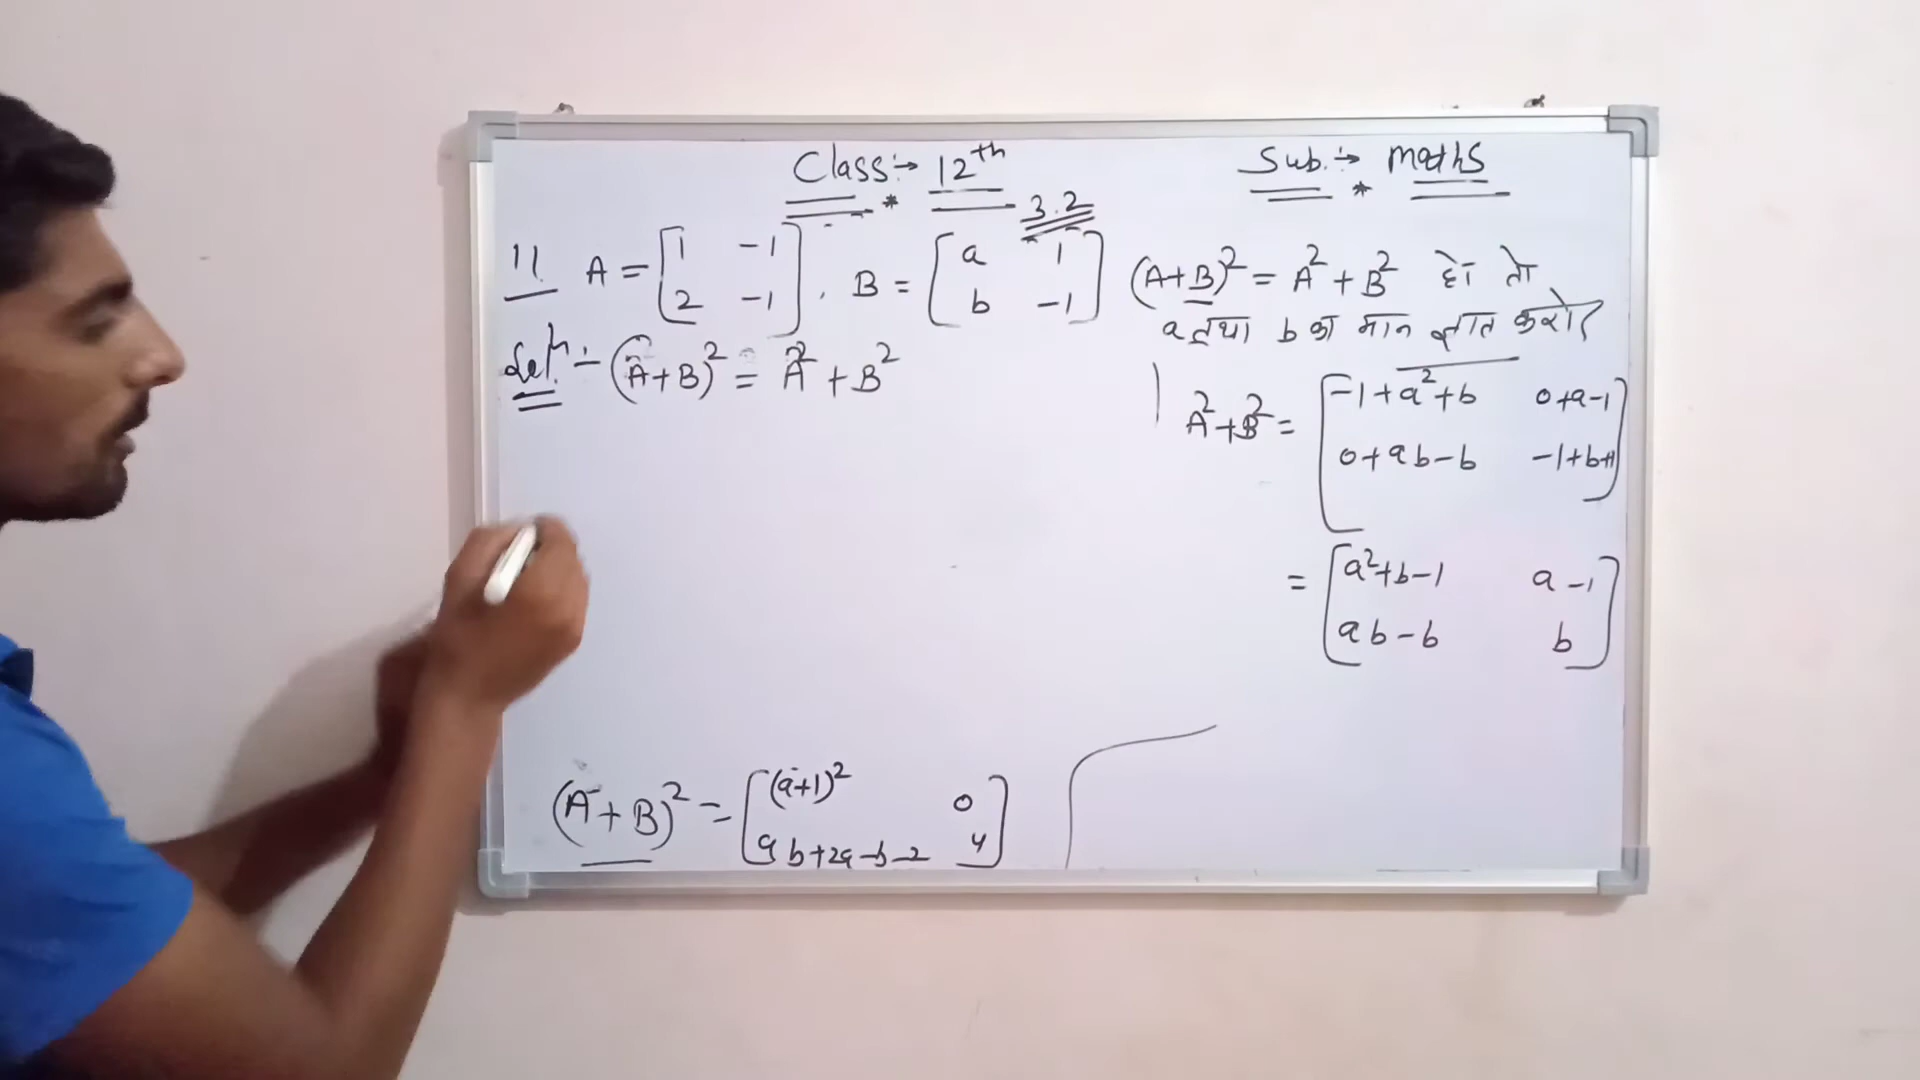 Class:→ 12th Sub.:→ maths
3.2
11. A = [1 -1; 2 -1], B = [a 1; b -1] (A+B)² = A² + B² हो तो
a तथा b का मान ज्ञात करो
Solⁿ:- (A+B)² = A² + B²
A²+B² = [-1+a²+b 0+a-1; 0+ab-b -1+b+1]
= [a²+b-1 a-1; ab-b b]
(A+B)² = [(a+1)² 0; ab+2a-b-2 4]